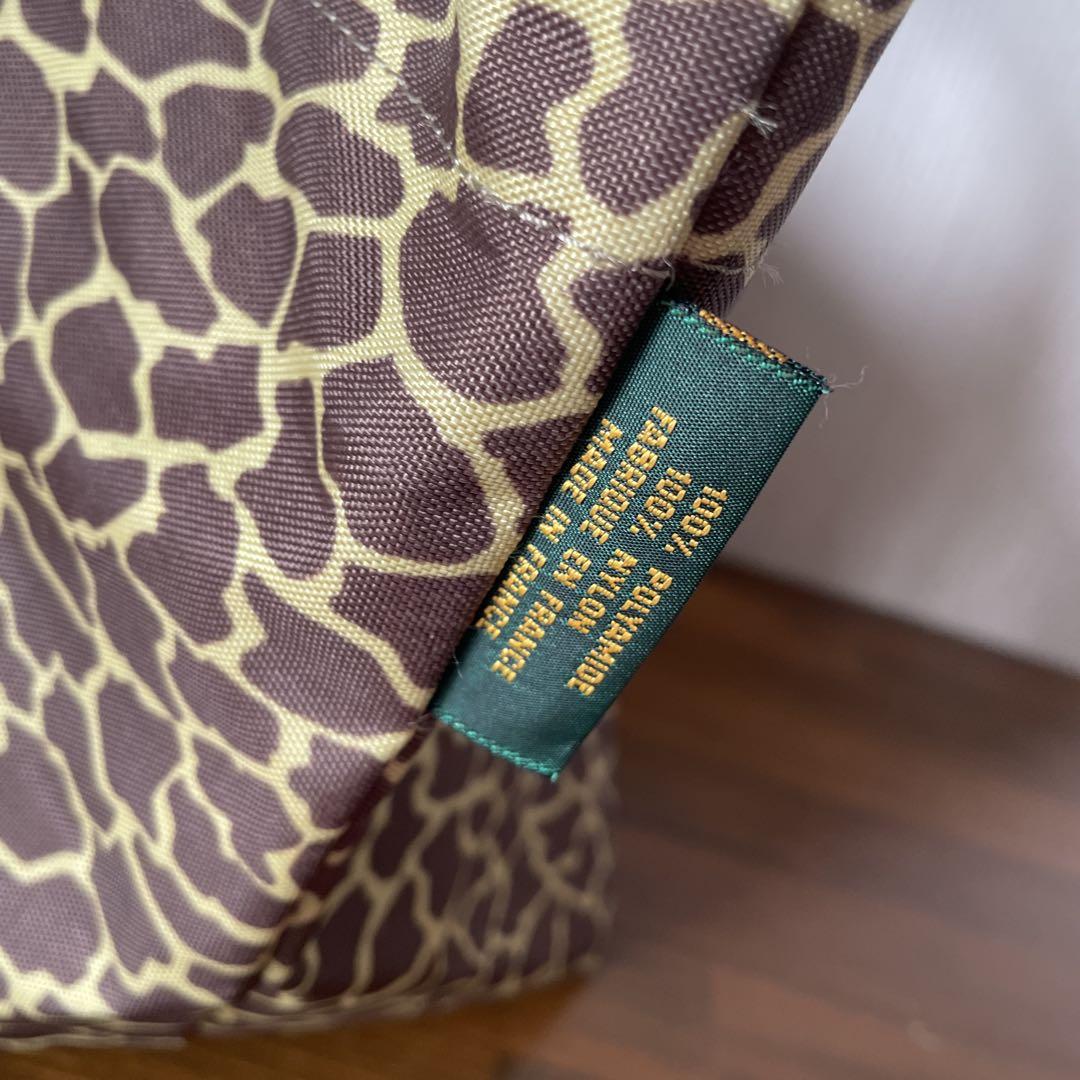 100% POLYAMIDE
100% NYLON
FABRIQUE EN FRANCE
MADE IN FRANCE